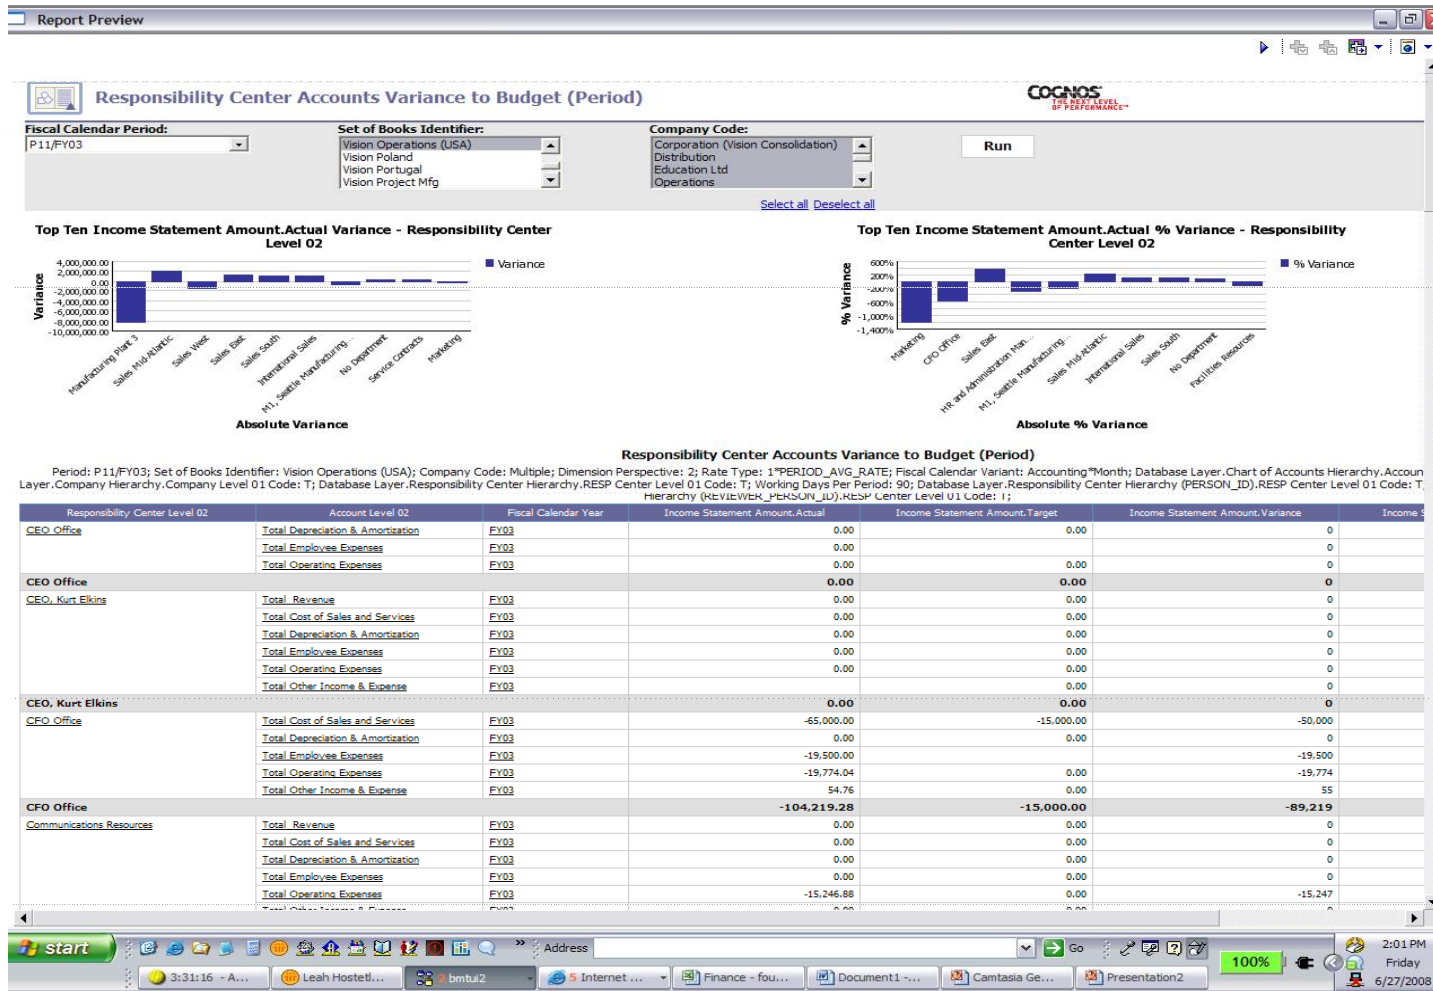 Report Preview
Responsibility Center Accounts Variance to Budget (Period)
COGNOS
THE NEXT LEVEL
OF PERFORMANCE™
Fiscal Calendar Period: Set of Books Identifier: Company Code:
P11/FY03 Vision Operations (USA) Corporation (Vision Consolidation) Run
Vision Poland Distribution
Vision Portugal Education Ltd
Vision Project Mfg Operations
Select all Deselect all
Top Ten Income Statement Amount.Actual Variance - Responsibility Center
Level 02
4,000,000.00
2,000,000.00
0.00
-2,000,000.00
-4,000,000.00
-6,000,000.00
-8,000,000.00
-10,000,000.00
Variance
Variance
Manufacturing Plant 3
Sales Mid-Atlantic
Sales West
Sales East
Sales South
International Sales
M1, Seattle Manufacturing...
No Department
Service Contracts
Marketing
Absolute Variance
Top Ten Income Statement Amount.Actual % Variance - Responsibility
Center Level 02
600%
200%
-200%
-600%
-1,000%
-1,400%
% Variance
% Variance
Marketing
CFO Office
Sales East
HR and Administration Man...
M1, Seattle Manufacturing...
Sales Mid-Atlantic
International Sales
Sales South
No Department
Facilities Resources
Absolute % Variance
Responsibility Center Accounts Variance to Budget (Period)
Period: P11/FY03; Set of Books Identifier: Vision Operations (USA); Company Code: Multiple; Dimension Perspective: 2; Rate Type: 1*PERIOD_AVG_RATE; Fiscal Calendar Variant: Accounting*Month; Database Layer.Chart of Accounts Hierarchy.Accoun
Layer.Company Hierarchy.Company Level 01 Code: T; Database Layer.Responsibility Center Hierarchy.RESP Center Level 01 Code: T; Working Days Per Period: 90; Database Layer.Responsibility Center Hierarchy (PERSON_ID).RESP Center Level 01 Code: T;
Hierarchy (REVIEWER_PERSON_ID).RESP Center Level 01 Code: T;
Responsibility Center Level 02 Account Level 02 Fiscal Calendar Year Income Statement Amount.Actual Income Statement Amount.Target Income Statement Amount.Variance Income S
CEO Office Total Depreciation & Amortization FY03 0.00 0.00 0
Total Employee Expenses FY03 0.00 0
Total Operating Expenses FY03 0.00 0.00 0
CEO Office 0.00 0.00 0
CEO, Kurt Elkins Total Revenue FY03 0.00 0.00 0
Total Cost of Sales and Services FY03 0.00 0.00 0
Total Depreciation & Amortization FY03 0.00 0.00 0
Total Employee Expenses FY03 0.00 0.00 0
Total Operating Expenses FY03 0.00 0.00 0
Total Other Income & Expense FY03 0.00 0
CEO, Kurt Elkins 0.00 0.00 0
CFO Office Total Cost of Sales and Services FY03 -65,000.00 -15,000.00 -50,000
Total Depreciation & Amortization FY03 0.00 0.00 0
Total Employee Expenses FY03 -19,500.00 -19,500
Total Operating Expenses FY03 -19,774.04 0.00 -19,774
Total Other Income & Expense FY03 54.76 0.00 55
CFO Office -104,219.28 -15,000.00 -89,219
Communications Resources Total Revenue FY03 0.00 0.00 0
Total Cost of Sales and Services FY03 0.00 0.00 0
Total Depreciation & Amortization FY03 0.00 0.00 0
Total Employee Expenses FY03 0.00 0.00 0
Total Operating Expenses FY03 -15,246.88 0.00 -15,247
Total Other Income & Expense FY03 0.00 0.00 0
start » Address Go 100% 2:01 PM
Friday
6/27/2008
3:31:16 - A... Leah Hostetl... 2 bmtui2 5 Internet ... Finance - fou... Document1 -... Camtasia Ge... Presentation2